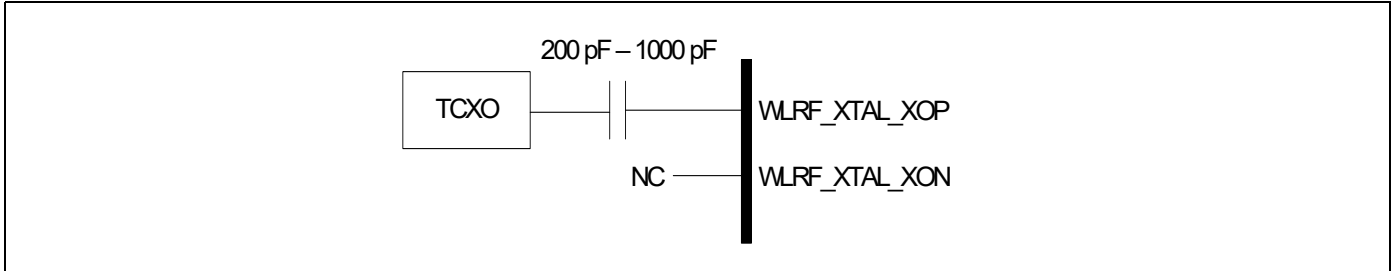 200 pF – 1000 pF
TCXO
WLRF_XTAL_XOP
NC
WLRF_XTAL_XON